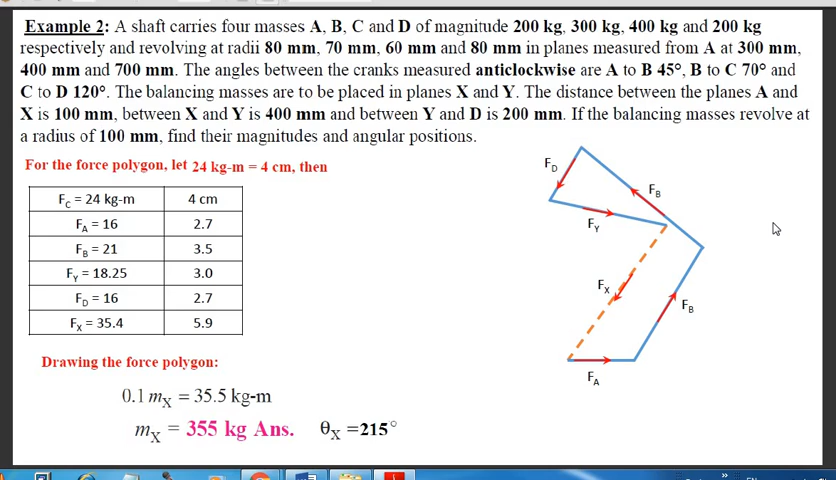 Example 2: A shaft carries four masses A, B, C and D of magnitude 200 kg, 300 kg, 400 kg and 200 kg
respectively and revolving at radii 80 mm, 70 mm, 60 mm and 80 mm in planes measured from A at 300 mm,
400 mm and 700 mm. The angles between the cranks measured anticlockwise are A to B 45°, B to C 70° and
C to D 120°. The balancing masses are to be placed in planes X and Y. The distance between the planes A and
X is 100 mm, between X and Y is 400 mm and between Y and D is 200 mm. If the balancing masses revolve at
a radius of 100 mm, find their magnitudes and angular positions.
For the force polygon, let 24 kg-m = 4 cm, then
F_C = 24 kg-m 4 cm
F_A = 16 2.7
F_B = 21 3.5
F_Y = 18.25 3.0
F_D = 16 2.7
F_X = 35.4 5.9
F_D
F_B
F_Y
F_X
F_B
F_A
Drawing the force polygon:
0.1 m_X = 35.5 kg-m
m_X = 355 kg Ans. θ_X =215°